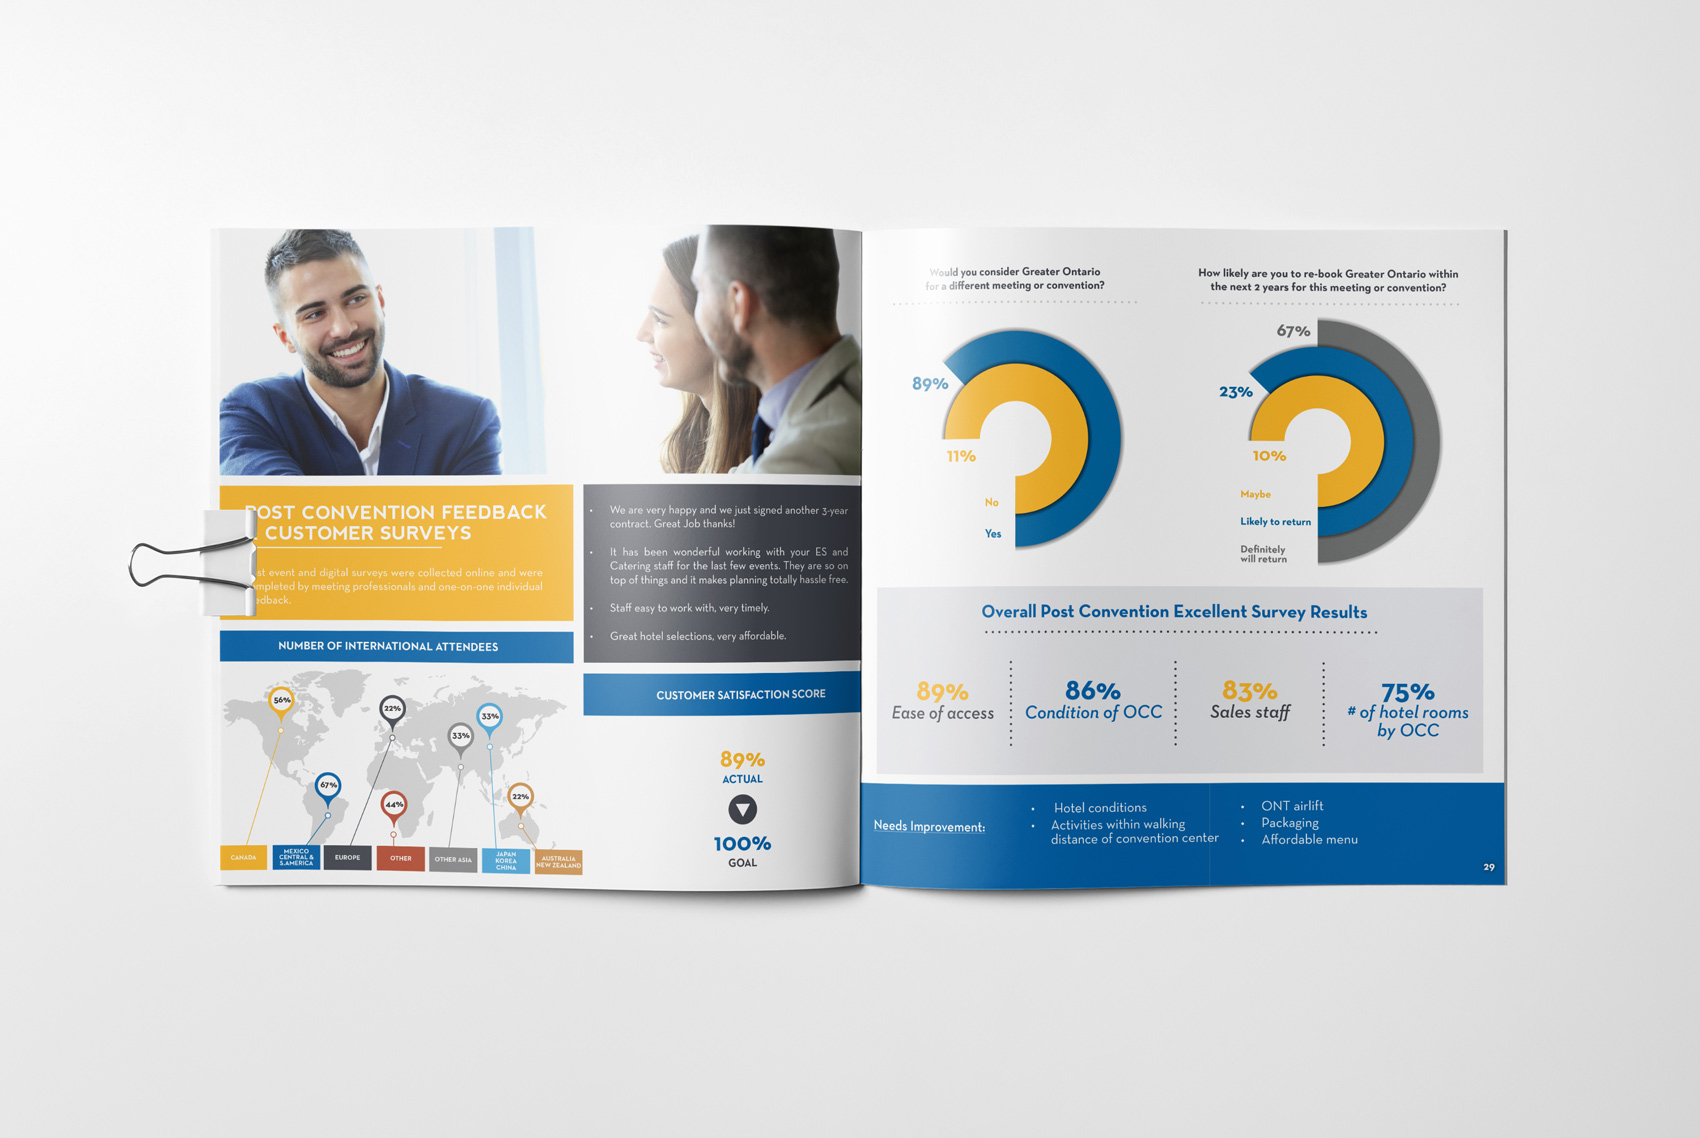 POST CONVENTION FEEDBACK
CUSTOMER SURVEYS
event and digital surveys were collected online and were
by meeting professionals and one-on-one individual
NUMBER OF INTERNATIONAL ATTENDEES
56%
22%
33%
33%
67%
44%
22%
CANADA
MEXICO
CENTRAL &
S.AMERICA
EUROPE
OTHER
OTHER ASIA
JAPAN
KOREA
CHINA
AUSTRALIA
NEW ZEALAND
• We are very happy and we just signed another 3-year
contract. Great Job thanks!
• It has been wonderful working with your ES and
Catering staff for the last few events. They are so on
top of things and it makes planning totally hassle free.
• Staff easy to work with, very timely.
• Great hotel selections, very affordable.
CUSTOMER SATISFACTION SCORE
89%
ACTUAL
100%
GOAL
Would you consider Greater Ontario
for a different meeting or convention?
89%
11%
No
Yes
How likely are you to re-book Greater Ontario within
the next 2 years for this meeting or convention?
67%
23%
10%
Maybe
Likely to return
Definitely
will return
Overall Post Convention Excellent Survey Results
89%
Ease of access
86%
Condition of OCC
83%
Sales staff
75%
# of hotel rooms
by OCC
Needs Improvement:
• Hotel conditions
• Activities within walking
distance of convention center
• ONT airlift
• Packaging
• Affordable menu
29